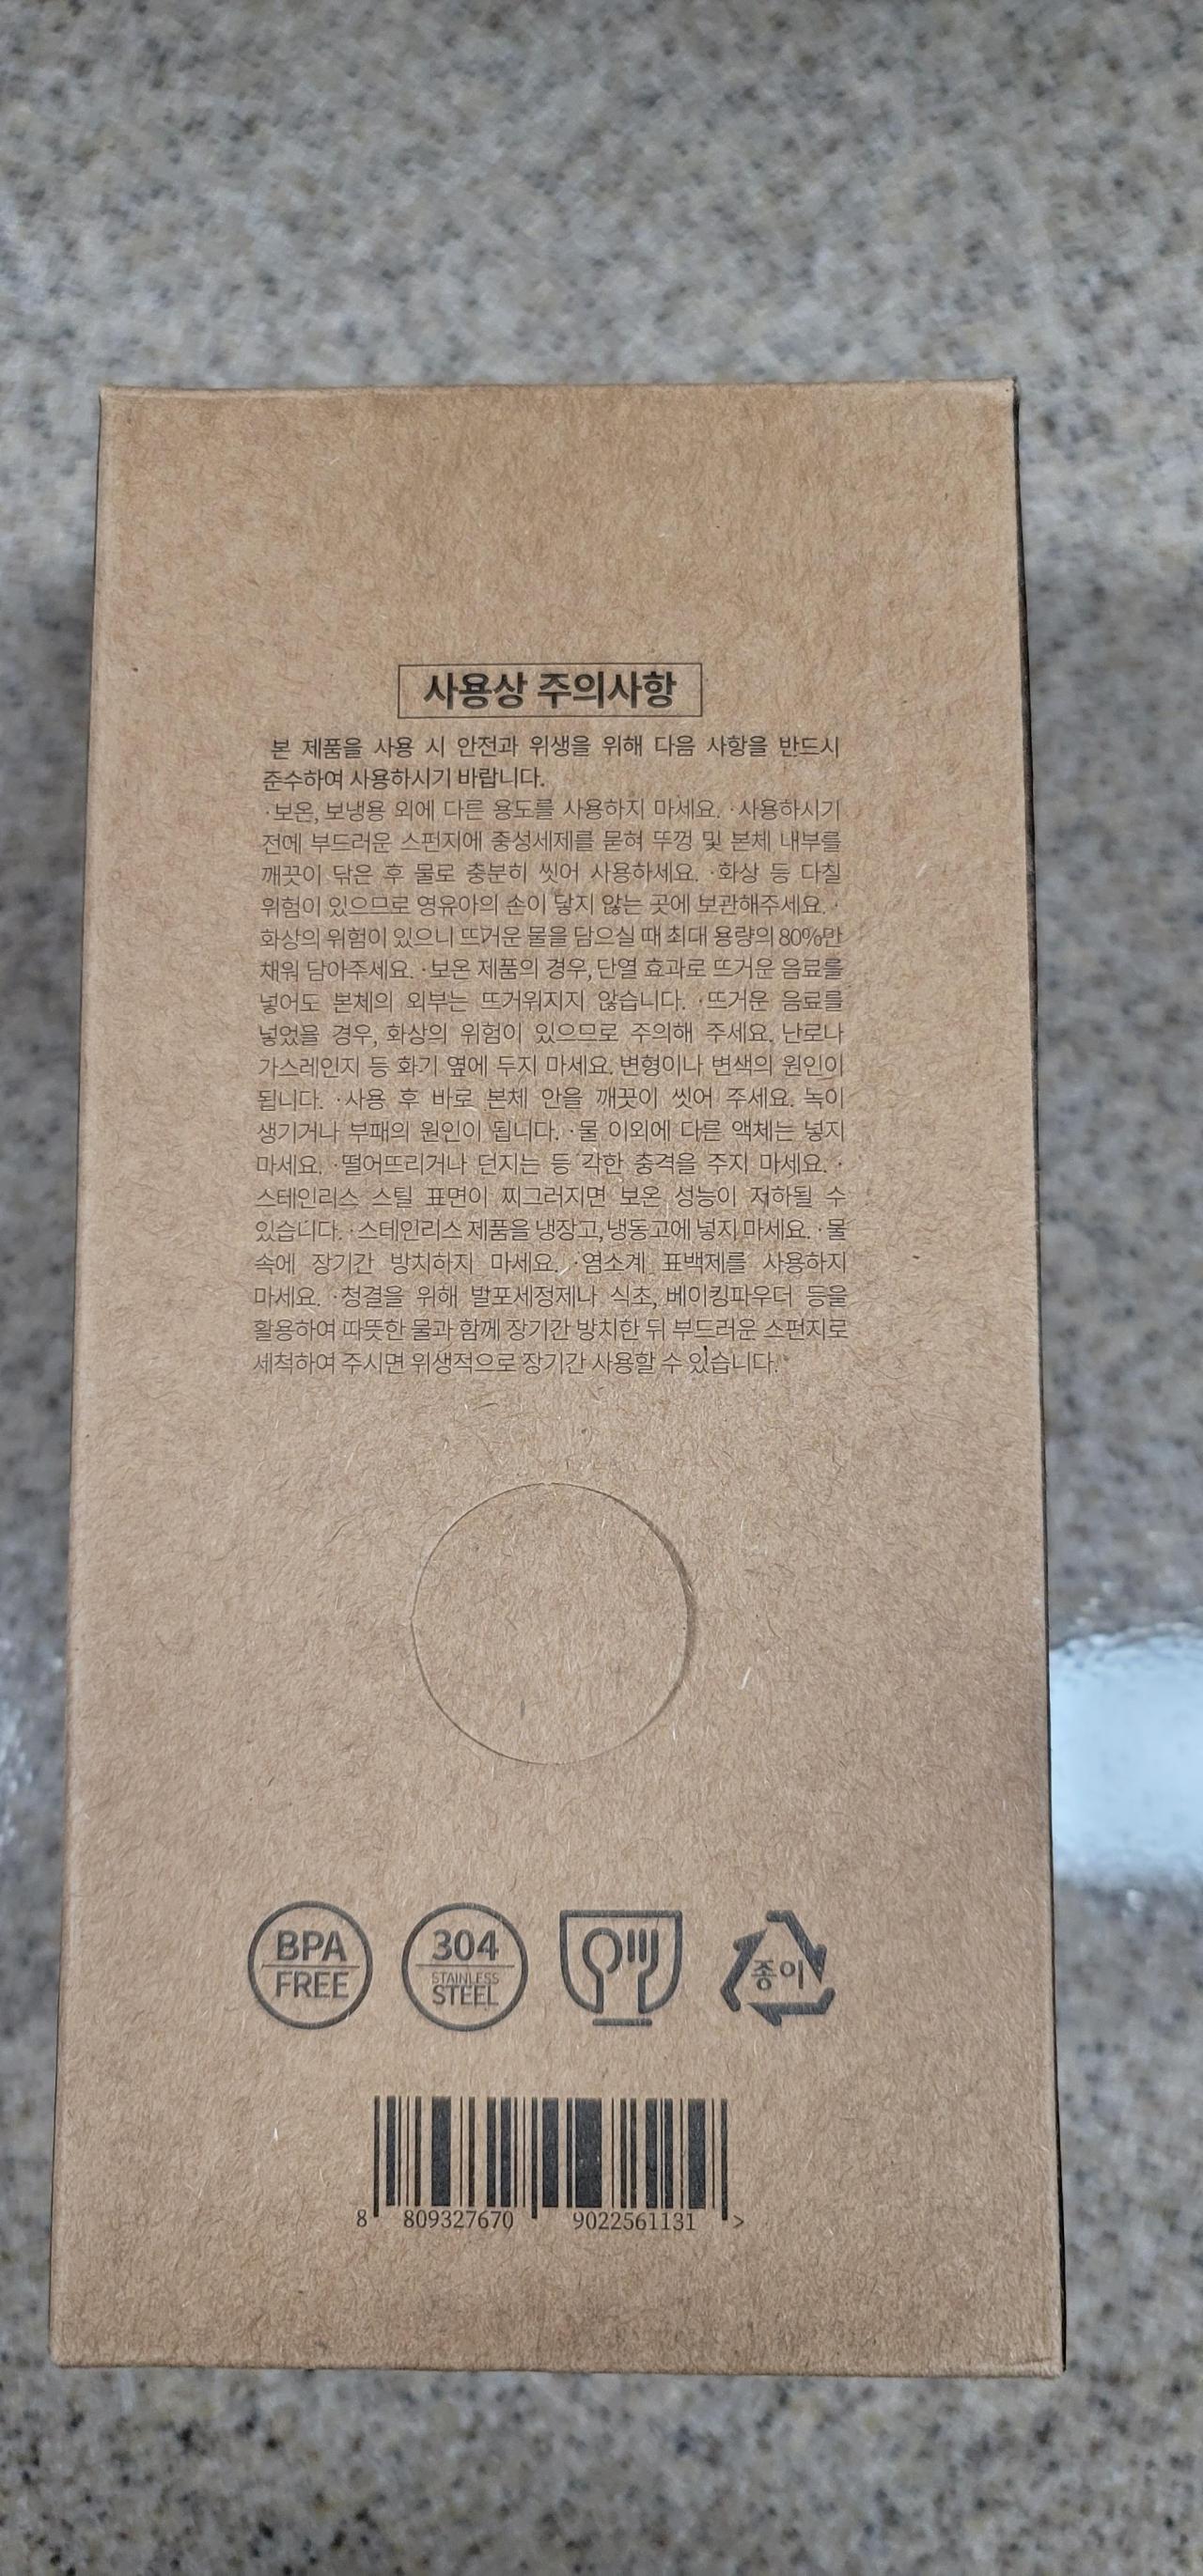 사용상 주의사항
본 제품을 사용 시 안전과 위생을 위해 다음 사항을 반드시
준수하여 사용하시기 바랍니다.
·보온, 보냉용 외에 다른 용도를 사용하지 마세요. ·사용하시기
전에 부드러운 스펀지에 중성세제를 묻혀 뚜껑 및 본체 내부를
깨끗이 닦은 후 물로 충분히 씻어 사용하세요. ·화상 등 다칠
위험이 있으므로 영유아의 손이 닿지 않는 곳에 보관해주세요. ·
화상의 위험이 있으니 뜨거운 물을 담으실 때 최대 용량의 80%만
채워 담아주세요. ·보온 제품의 경우, 단열 효과로 뜨거운 음료를
넣어도 본체의 외부는 뜨거워지지 않습니다. ·뜨거운 음료를
넣었을 경우, 화상의 위험이 있으므로 주의해 주세요. 난로나
가스레인지 등 화기 옆에 두지 마세요. 변형이나 변색의 원인이
됩니다. ·사용 후 바로 본체 안을 깨끗이 씻어 주세요. 녹이
생기거나 부패의 원인이 됩니다. ·물 이외에 다른 액체는 넣지
마세요. ·떨어뜨리거나 던지는 등 각한 충격을 주지 마세요. ·
스테인리스 스틸 표면이 찌그러지면 보온 성능이 저하될 수
있습니다. ·스테인리스 제품을 냉장고, 냉동고에 넣지 마세요. ·물
속에 장기간 방치하지 마세요. ·염소계 표백제를 사용하지
마세요. ·청결을 위해 발포세정제나 식초, 베이킹파우더 등을
활용하여 따뜻한 물과 함께 장기간 방치한 뒤 부드러운 스펀지로
세척하여 주시면 위생적으로 장기간 사용할 수 있습니다.
BPA
FREE
304
STAINLESS
STEEL
종이
8 809327670 9022561131 >